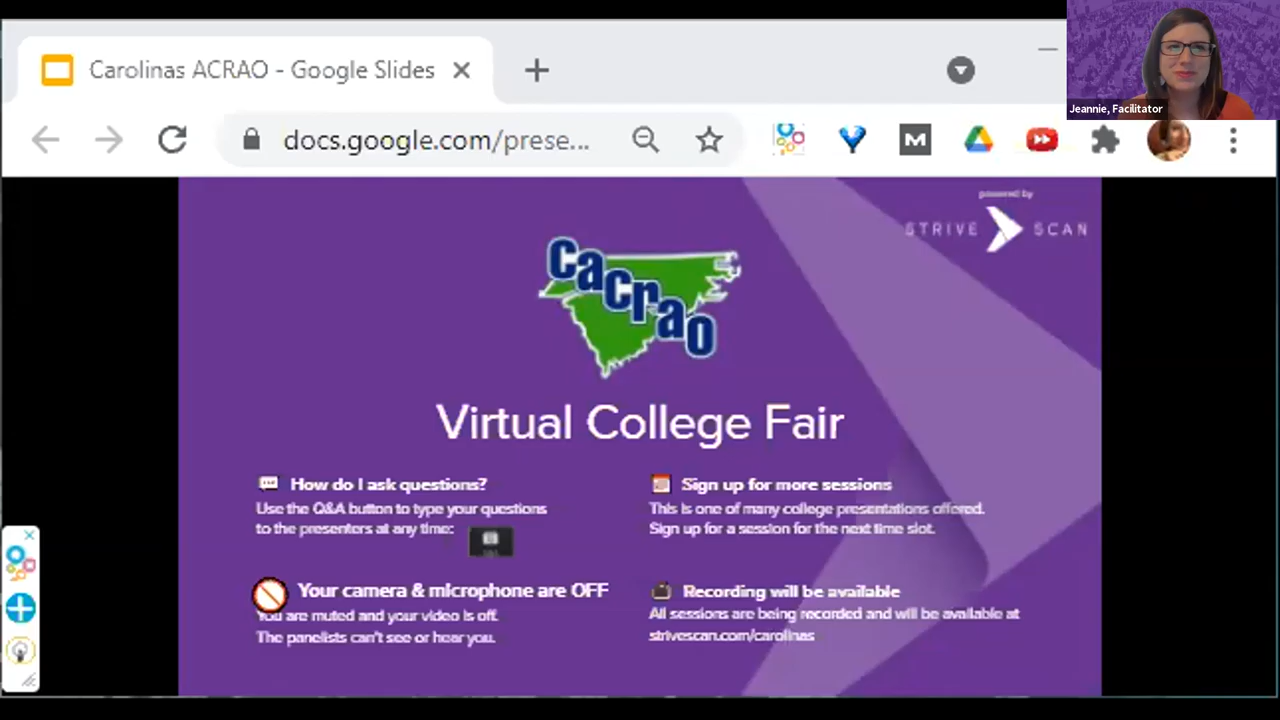 Carolinas ACRAO - Google Slides
Jeannie, Facilitator
docs.google.com/prese...
M
powered by
STRIVE SCAN
cacrao
Virtual College Fair
How do I ask questions?
Use the Q&A button to type your questions
to the presenters at any time:
Sign up for more sessions
This is one of many college presentations offered.
Sign up for a session for the next time slot.
Your camera & microphone are OFF
You are muted and your video is off.
The panelists can't see or hear you.
Recording will be available
All sessions are being recorded and will be available at
strivescan.com/carolinas